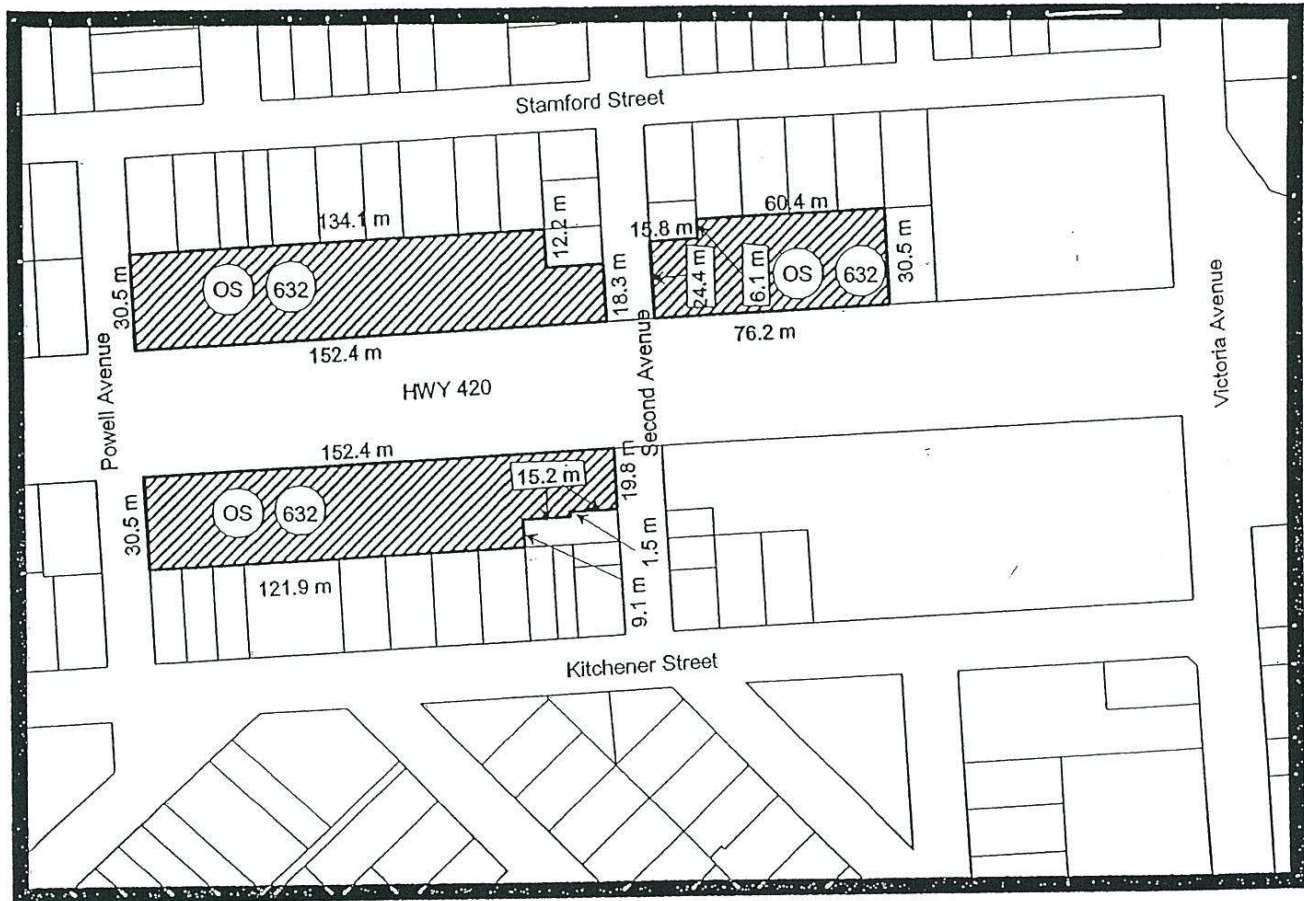 Stamford Street
134.1 m
12.2 m
60.4 m
15.8 m
30.5 m
OS
632
18.3 m
24.4 m
6.1 m
OS
632
30.5 m
152.4 m
76.2 m
Powell Avenue
HWY 420
Second Avenue
Victoria Avenue
152.4 m
15.2 m
19.8 m
30.5 m
OS
632
1.5 m
121.9 m
9.1 m
Kitchener Street